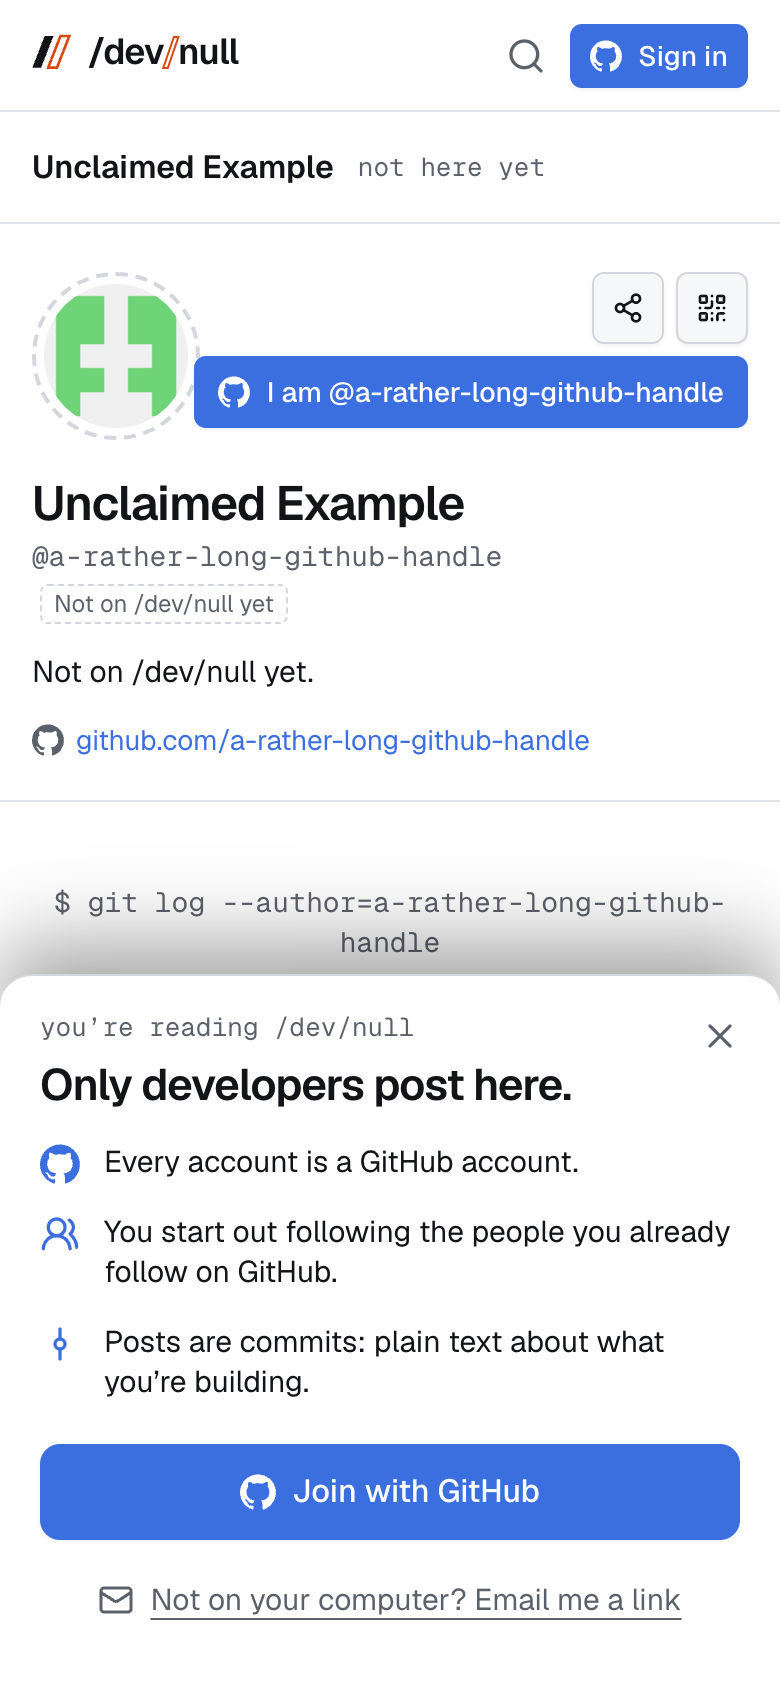 /dev/null
Sign in
Unclaimed Example not here yet
I am @a-rather-long-github-handle
Unclaimed Example
@a-rather-long-github-handle
Not on /dev/null yet
Not on /dev/null yet.
github.com/a-rather-long-github-handle
$ git log --author=a-rather-long-github-
handle
you’re reading /dev/null
Only developers post here.
Every account is a GitHub account.
You start out following the people you already
follow on GitHub.
Posts are commits: plain text about what
you’re building.
Join with GitHub
Not on your computer? Email me a link